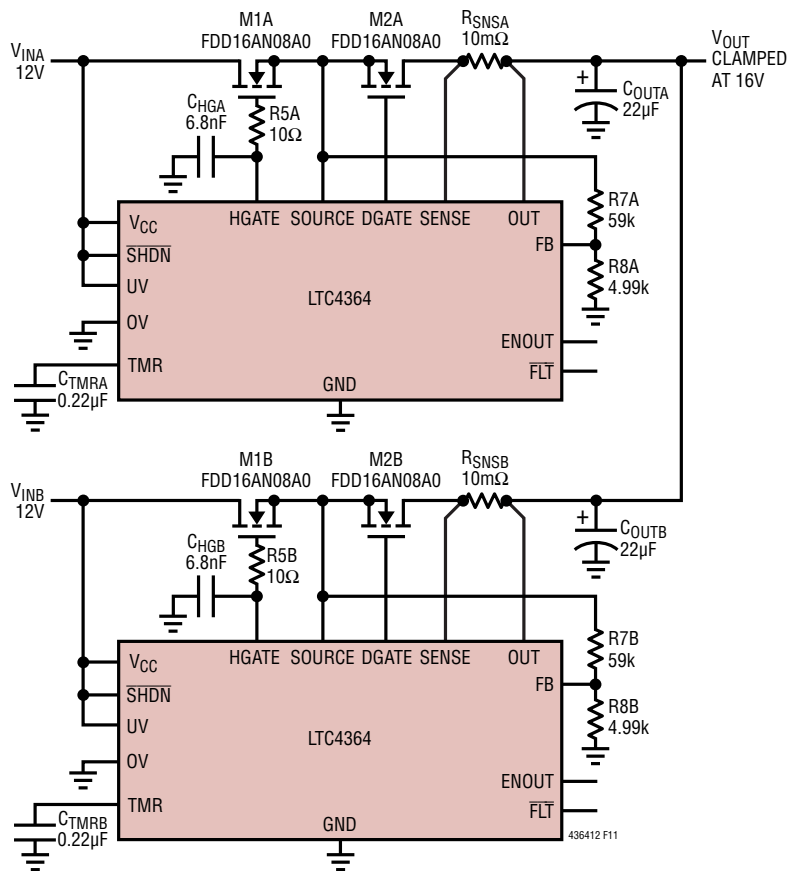 M1A
FDD16AN08A0
M2A
FDD16AN08A0
RSNSA
10mΩ
VINA
12V
VOUT
CLAMPED
AT 16V
+
COUTA
22µF
CHGA
6.8nF
R5A
10Ω
R7A
59k
R8A
4.99k
HGATE SOURCE DGATE SENSE OUT
VCC
SHDN
UV
OV
TMR
FB
LTC4364
ENOUT
FLT
GND
CTMRA
0.22µF
M1B
FDD16AN08A0
M2B
FDD16AN08A0
RSNSB
10mΩ
VINB
12V
+
COUTB
22µF
CHGB
6.8nF
R5B
10Ω
R7B
59k
R8B
4.99k
HGATE SOURCE DGATE SENSE OUT
VCC
SHDN
UV
OV
TMR
FB
LTC4364
ENOUT
FLT
GND
CTMRB
0.22µF
436412 F11